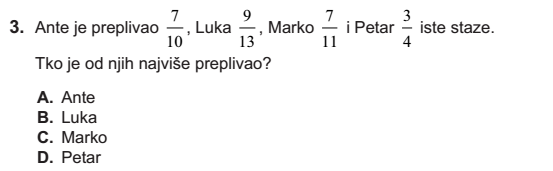 3. Ante je preplivao 7/10, Luka 9/13, Marko 7/11 i Petar 3/4 iste staze.
Tko je od njih najviše preplivao?
A. Ante
B. Luka
C. Marko
D. Petar